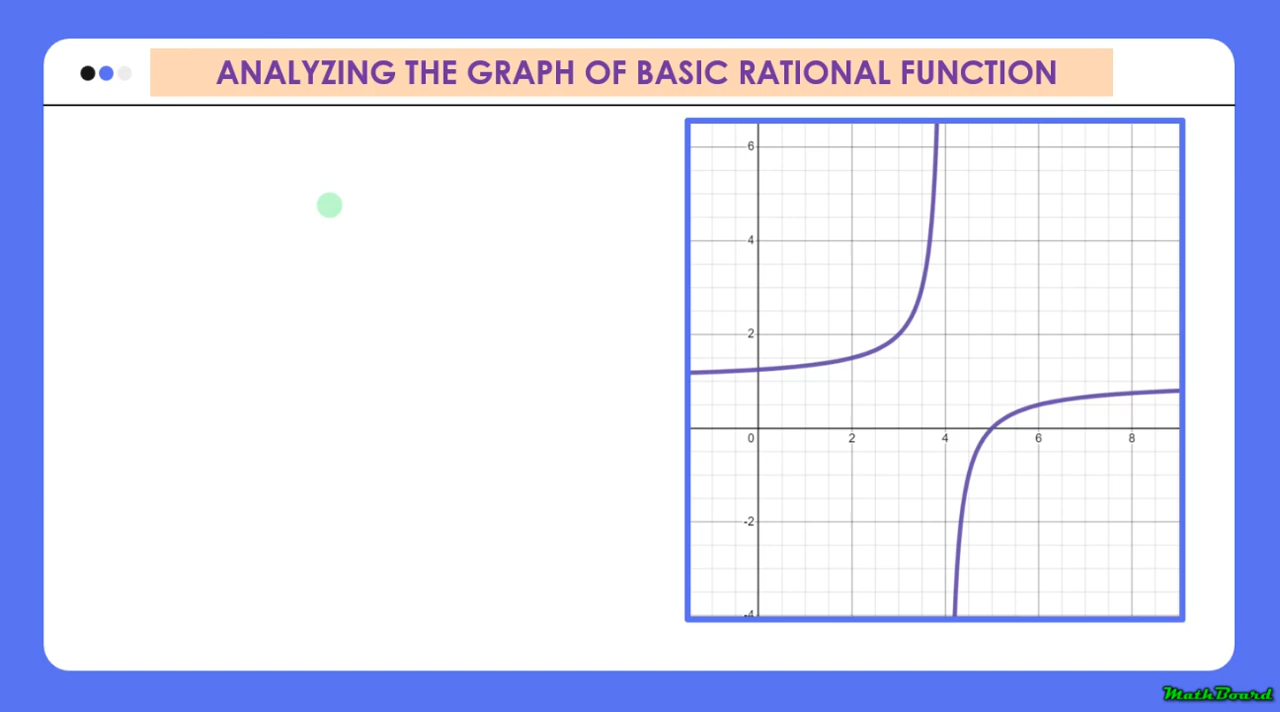 ANALYZING THE GRAPH OF BASIC RATIONAL FUNCTION
6
4
2
0 2 4 6 8
-2
-4
MathBoard